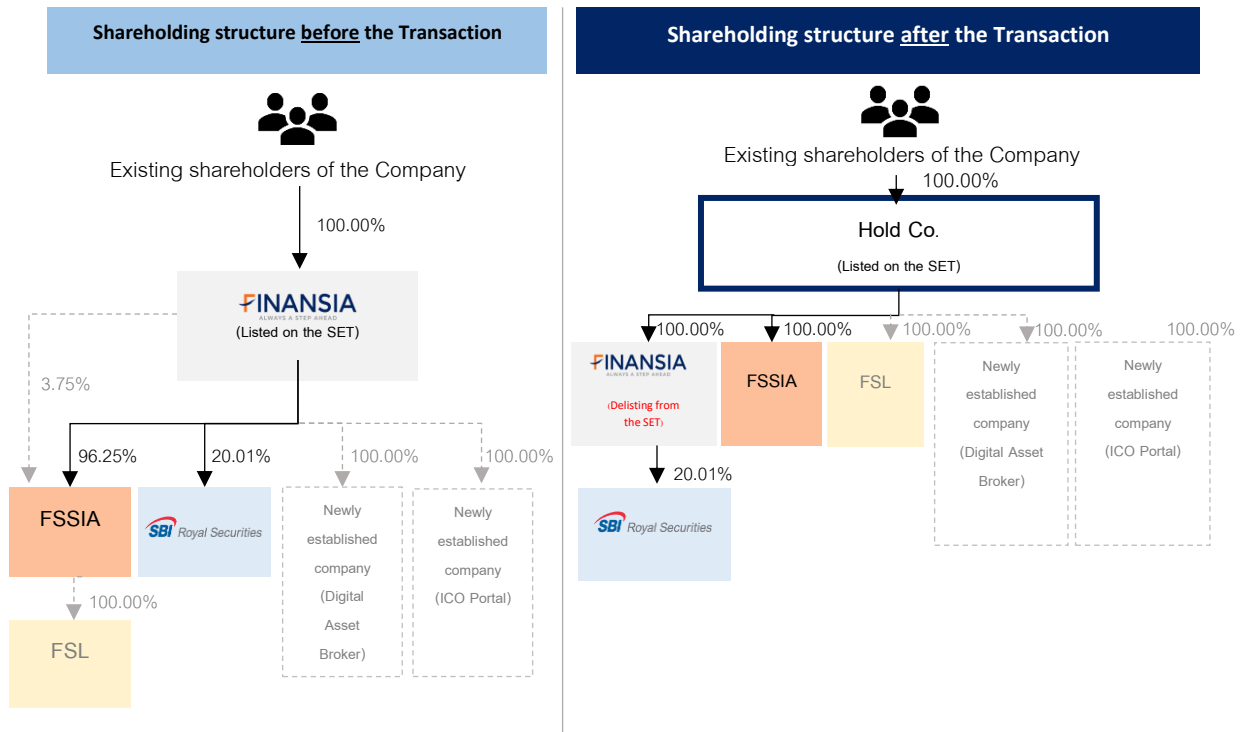 Shareholding structure before the Transaction
Existing shareholders of the Company
100.00%
FINANSIA
ALWAYS A STEP AHEAD
(Listed on the SET)
3.75%
96.25%
20.01%
100.00%
100.00%
FSSIA
SBI Royal Securities
Newly
established
company
(Digital
Asset
Broker)
Newly
established
company
(ICO Portal)
100.00%
FSL
Shareholding structure after the Transaction
Existing shareholders of the Company
100.00%
Hold Co.
(Listed on the SET)
100.00%
100.00%
100.00%
100.00%
100.00%
FINANSIA
ALWAYS A STEP AHEAD
(Delisting from
the SET)
FSSIA
FSL
Newly
established
company
(Digital Asset
Broker)
Newly
established
company
(ICO Portal)
20.01%
SBI Royal Securities